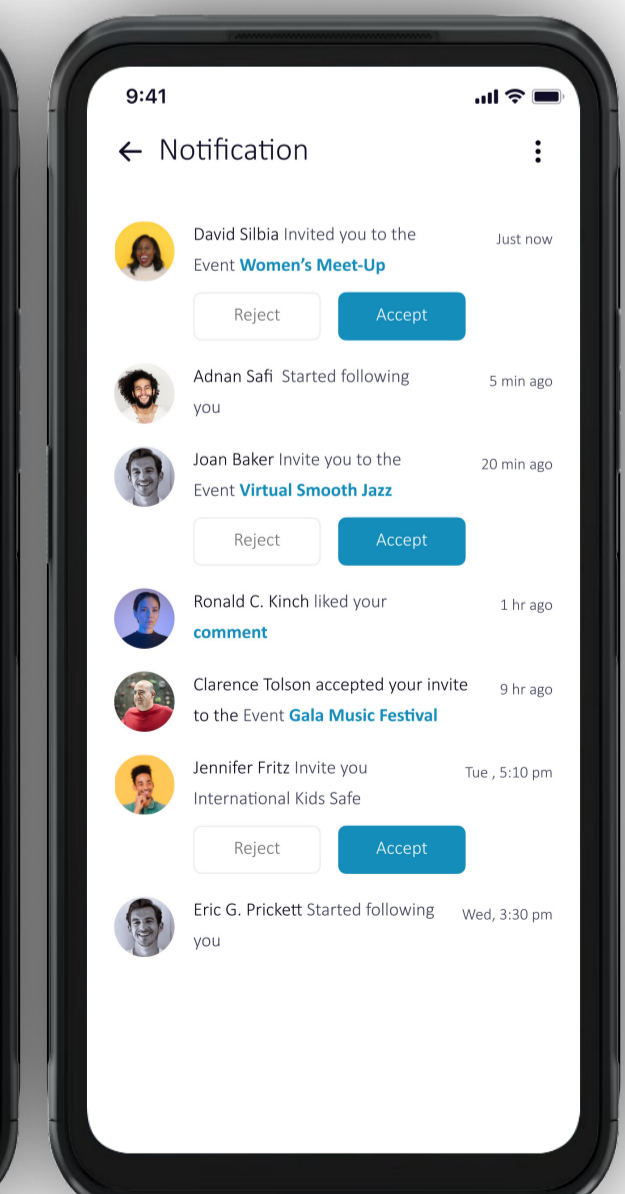 9:41
Notification
David Silbia Invited you to the
Just now
Event Women’s Meet-Up
Reject
Accept
Adnan Safi  Started following
5 min ago
you
Joan Baker Invite you to the
20 min ago
Event Virtual Smooth Jazz
Reject
Accept
Ronald C. Kinch liked your
1 hr ago
comment
Clarence Tolson accepted your invite
9 hr ago
to the Event Gala Music Festival
Jennifer Fritz Invite you
Tue , 5:10 pm
International Kids Safe
Reject
Accept
Eric G. Prickett Started following
Wed, 3:30 pm
you